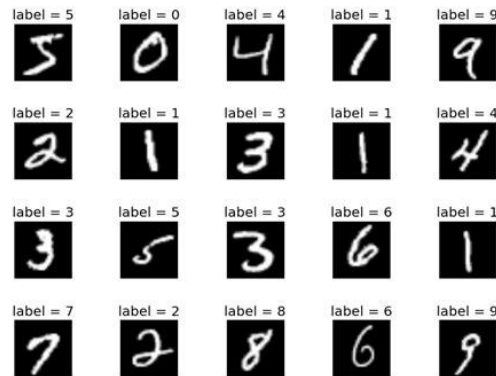 label = 5 label = 0 label = 4 label = 1 label = 9
5 0 4 1 9
label = 2 label = 1 label = 3 label = 1 label = 4
2 1 3 1 4
label = 3 label = 5 label = 3 label = 6 label = 1
3 5 3 6 1
label = 7 label = 2 label = 8 label = 6 label = 9
7 2 8 6 9